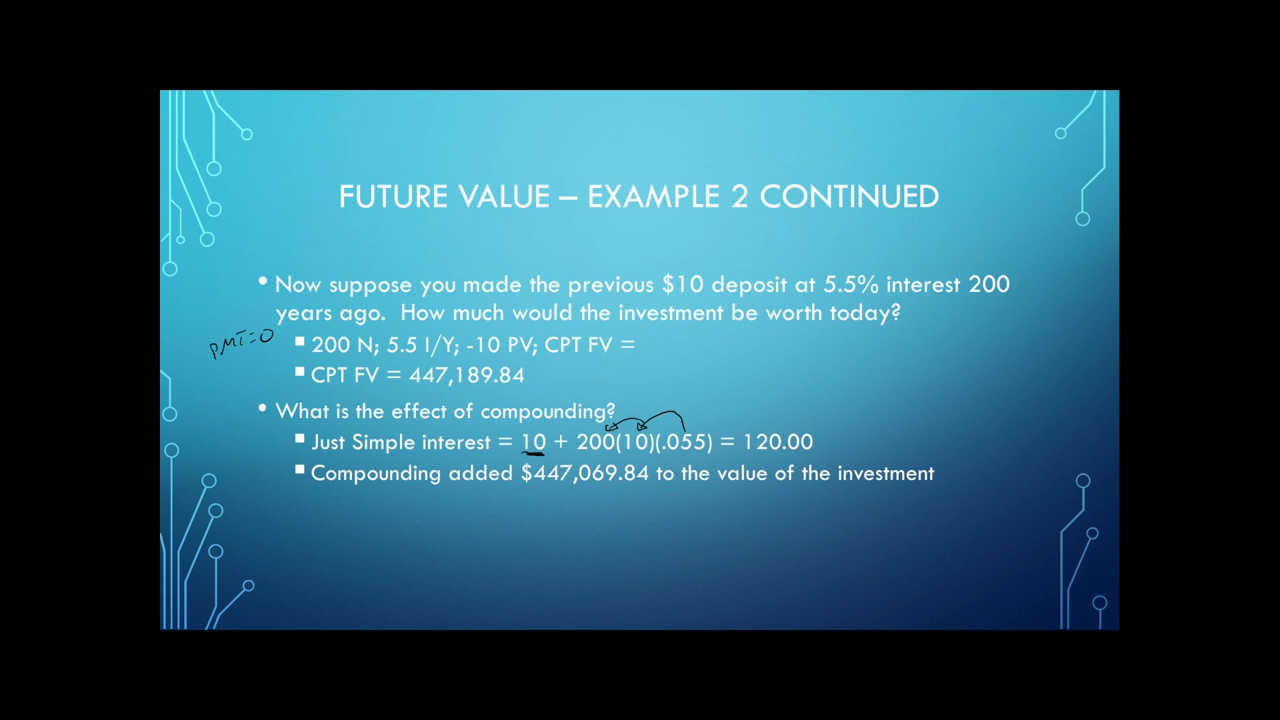 FUTURE VALUE – EXAMPLE 2 CONTINUED
• Now suppose you made the previous $10 deposit at 5.5% interest 200
years ago.  How much would the investment be worth today?
PMT=0
▪ 200 N; 5.5 I/Y; -10 PV; CPT FV =
▪ CPT FV = 447,189.84
• What is the effect of compounding?
▪ Just Simple interest = 10 + 200(10)(.055) = 120.00
▪ Compounding added $447,069.84 to the value of the investment